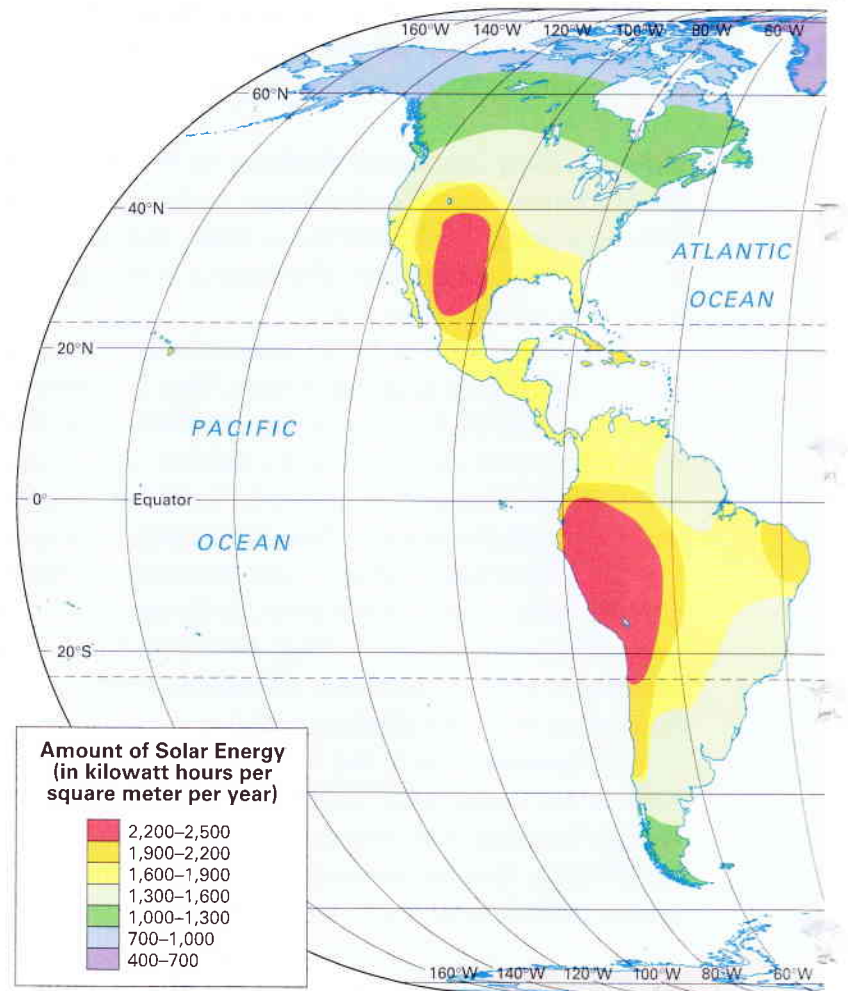 160°W 140°W 120°W 100°W 80°W 60°W
60°N
40°N
ATLANTIC
OCEAN
20°N
PACIFIC
0° Equator
OCEAN
20°S
Amount of Solar Energy
(in kilowatt hours per
square meter per year)
2,200–2,500
1,900–2,200
1,600–1,900
1,300–1,600
1,000–1,300
700–1,000
400–700
160°W 140°W 120°W 100°W 80°W 60°W